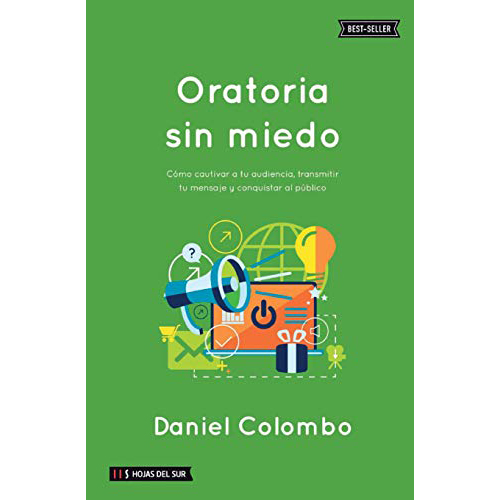 BEST-SELLER
Oratoria
sin miedo
Cómo cautivar a tu audiencia, transmitir
tu mensaje y conquistar al público
?
Daniel Colombo
HOJAS DEL SUR